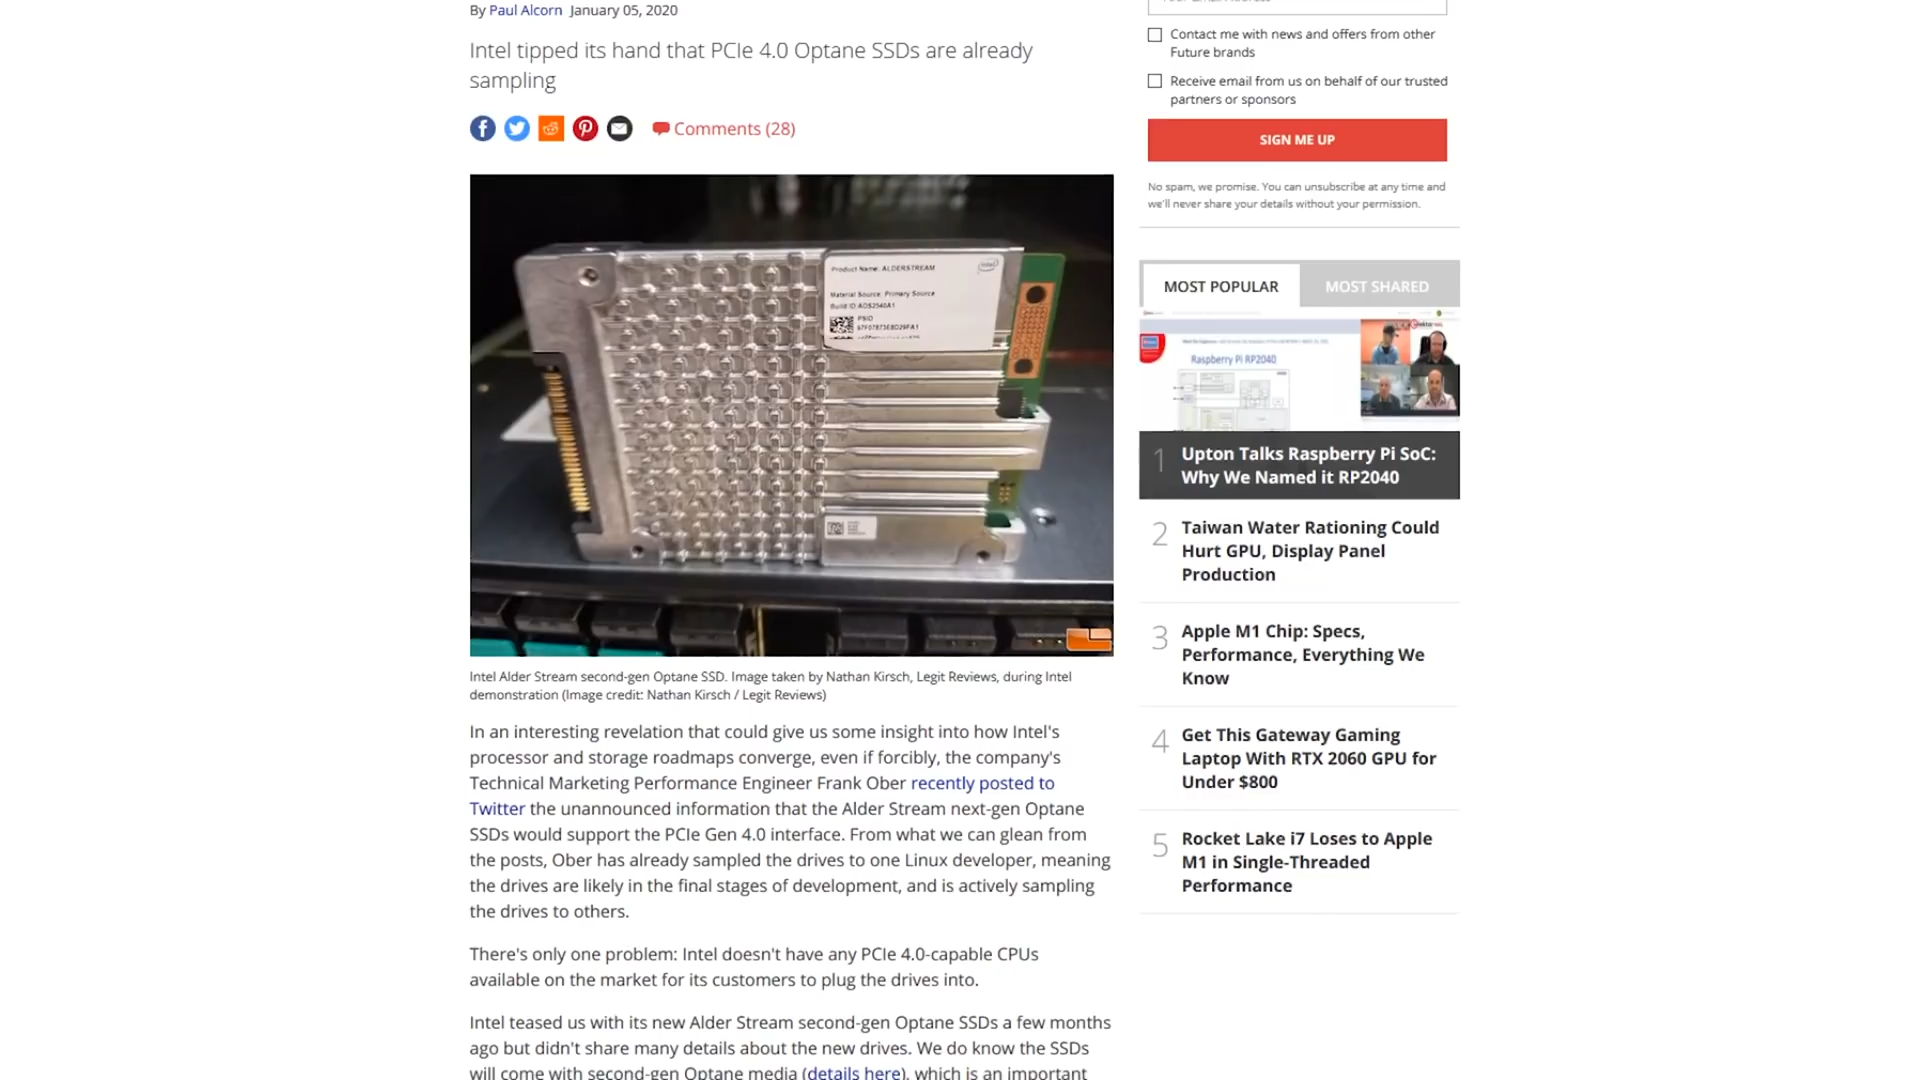 By Paul Alcorn January 05, 2020
Intel tipped its hand that PCIe 4.0 Optane SSDs are already
sampling
Comments (28)
Product Name: ALDERSTREAM
intel
Material Source: Primary Source
PSID
Intel Alder Stream second-gen Optane SSD. Image taken by Nathan Kirsch, Legit Reviews, during Intel
demonstration (Image credit: Nathan Kirsch / Legit Reviews)
In an interesting revelation that could give us some insight into how Intel's
processor and storage roadmaps converge, even if forcibly, the company's
Technical Marketing Performance Engineer Frank Ober recently posted to
Twitter the unannounced information that the Alder Stream next-gen Optane
SSDs would support the PCIe Gen 4.0 interface. From what we can glean from
the posts, Ober has already sampled the drives to one Linux developer, meaning
the drives are likely in the final stages of development, and is actively sampling
the drives to others.
There's only one problem: Intel doesn't have any PCIe 4.0-capable CPUs
available on the market for its customers to plug the drives into.
Intel teased us with its new Alder Stream second-gen Optane SSDs a few months
ago but didn't share many details about the new drives. We do know the SSDs
will come with second-gen Optane media (details here), which is an important
Contact me with news and offers from other
Future brands
Receive email from us on behalf of our trusted
partners or sponsors
SIGN ME UP
No spam, we promise. You can unsubscribe at any time and
we'll never share your details without your permission.
MOST POPULAR
MOST SHARED
Raspberry Pi RP2040
1 Upton Talks Raspberry Pi SoC:
Why We Named it RP2040
2 Taiwan Water Rationing Could
Hurt GPU, Display Panel
Production
3 Apple M1 Chip: Specs,
Performance, Everything We
Know
4 Get This Gateway Gaming
Laptop With RTX 2060 GPU for
Under $800
5 Rocket Lake i7 Loses to Apple
M1 in Single-Threaded
Performance